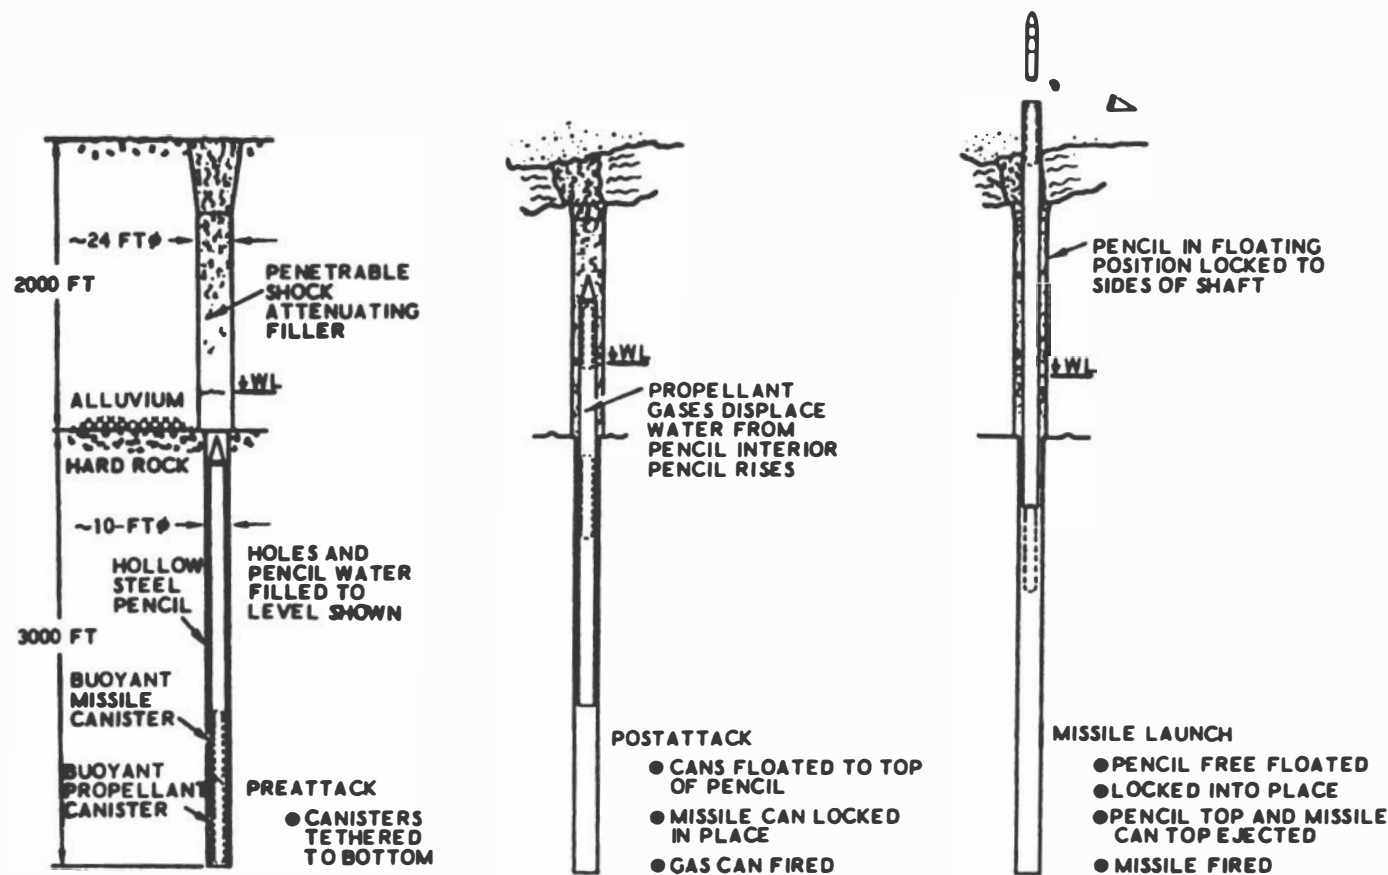 ~24 FTø
2000 FT
PENETRABLE
SHOCK
ATTENUATING
FILLER
WL
ALLUVIUM
HARD ROCK
~10-FTø
HOLLOW
STEEL
PENCIL
HOLES AND
PENCIL WATER
FILLED TO
LEVEL SHOWN
3000 FT
BUOYANT
MISSILE
CANISTER
BUOYANT
PROPELLANT
CANISTER
PREATTACK
● CANISTERS
TETHERED
TO BOTTOM
WL
PROPELLANT
GASES DISPLACE
WATER FROM
PENCIL INTERIOR
PENCIL RISES
POSTATTACK
● CANS FLOATED TO TOP
OF PENCIL
● MISSILE CAN LOCKED
IN PLACE
● GAS CAN FIRED
PENCIL IN FLOATING
POSITION LOCKED TO
SIDES OF SHAFT
WL
MISSILE LAUNCH
● PENCIL FREE FLOATED
● LOCKED INTO PLACE
● PENCIL TOP AND MISSILE
CAN TOP EJECTED
● MISSILE FIRED